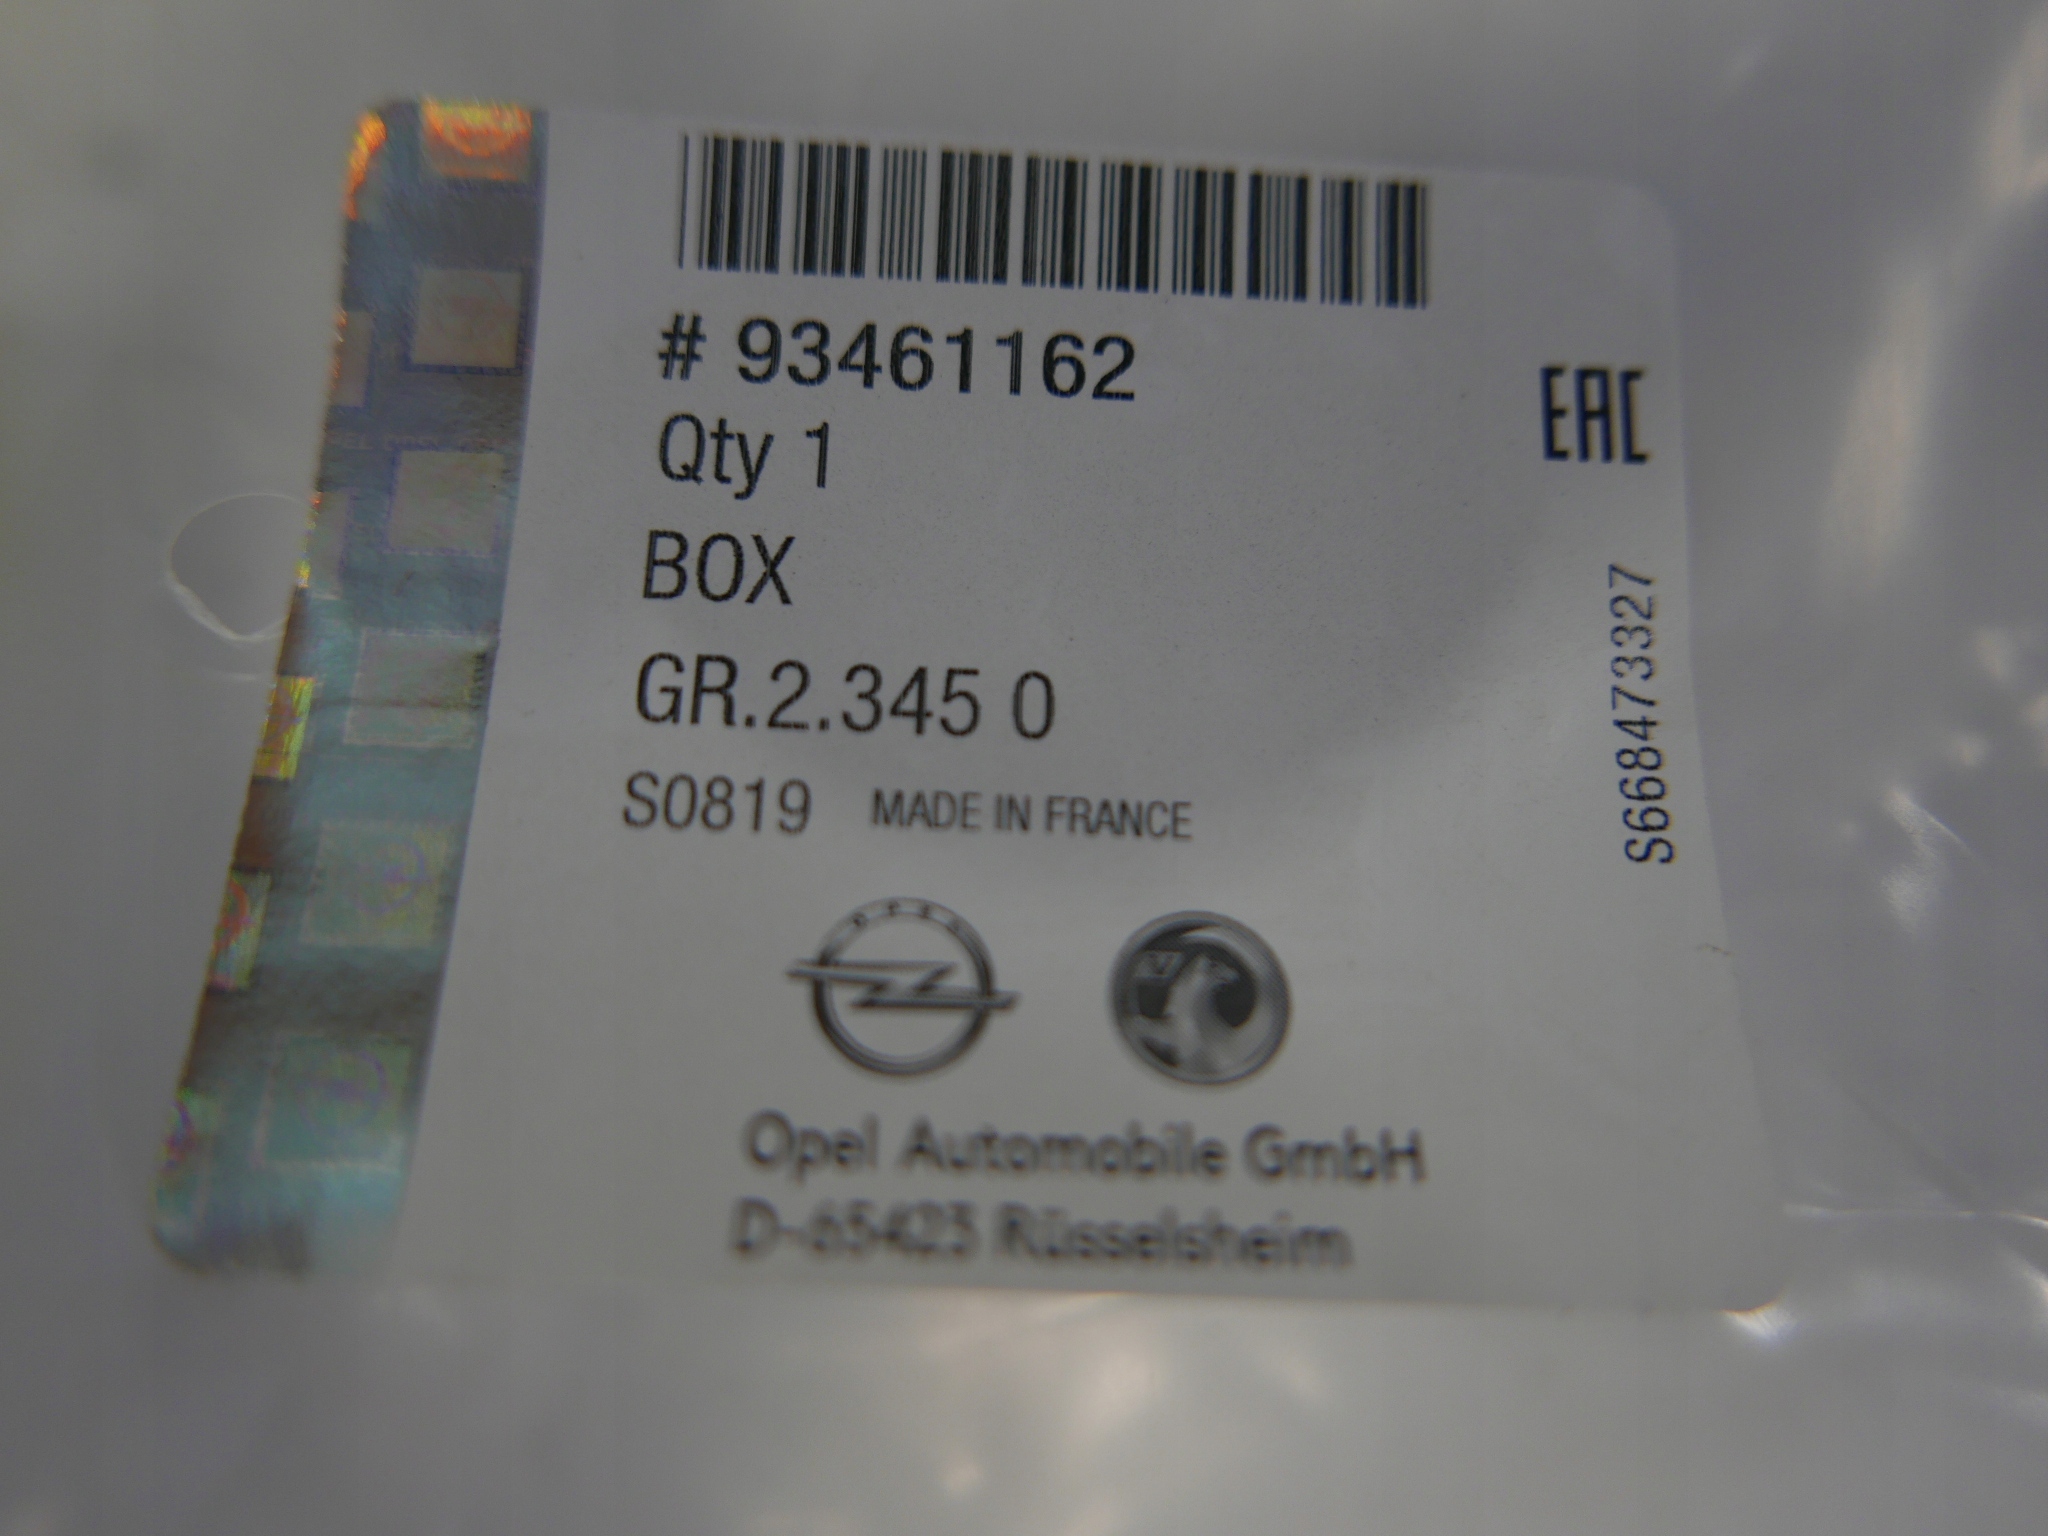 # 93461162
Qty 1
BOX
GR.2.345 0
S0819 MADE IN FRANCE
EAC
S668473327
OPEL
Opel Automobile GmbH
D-65423 Rüsselsheim